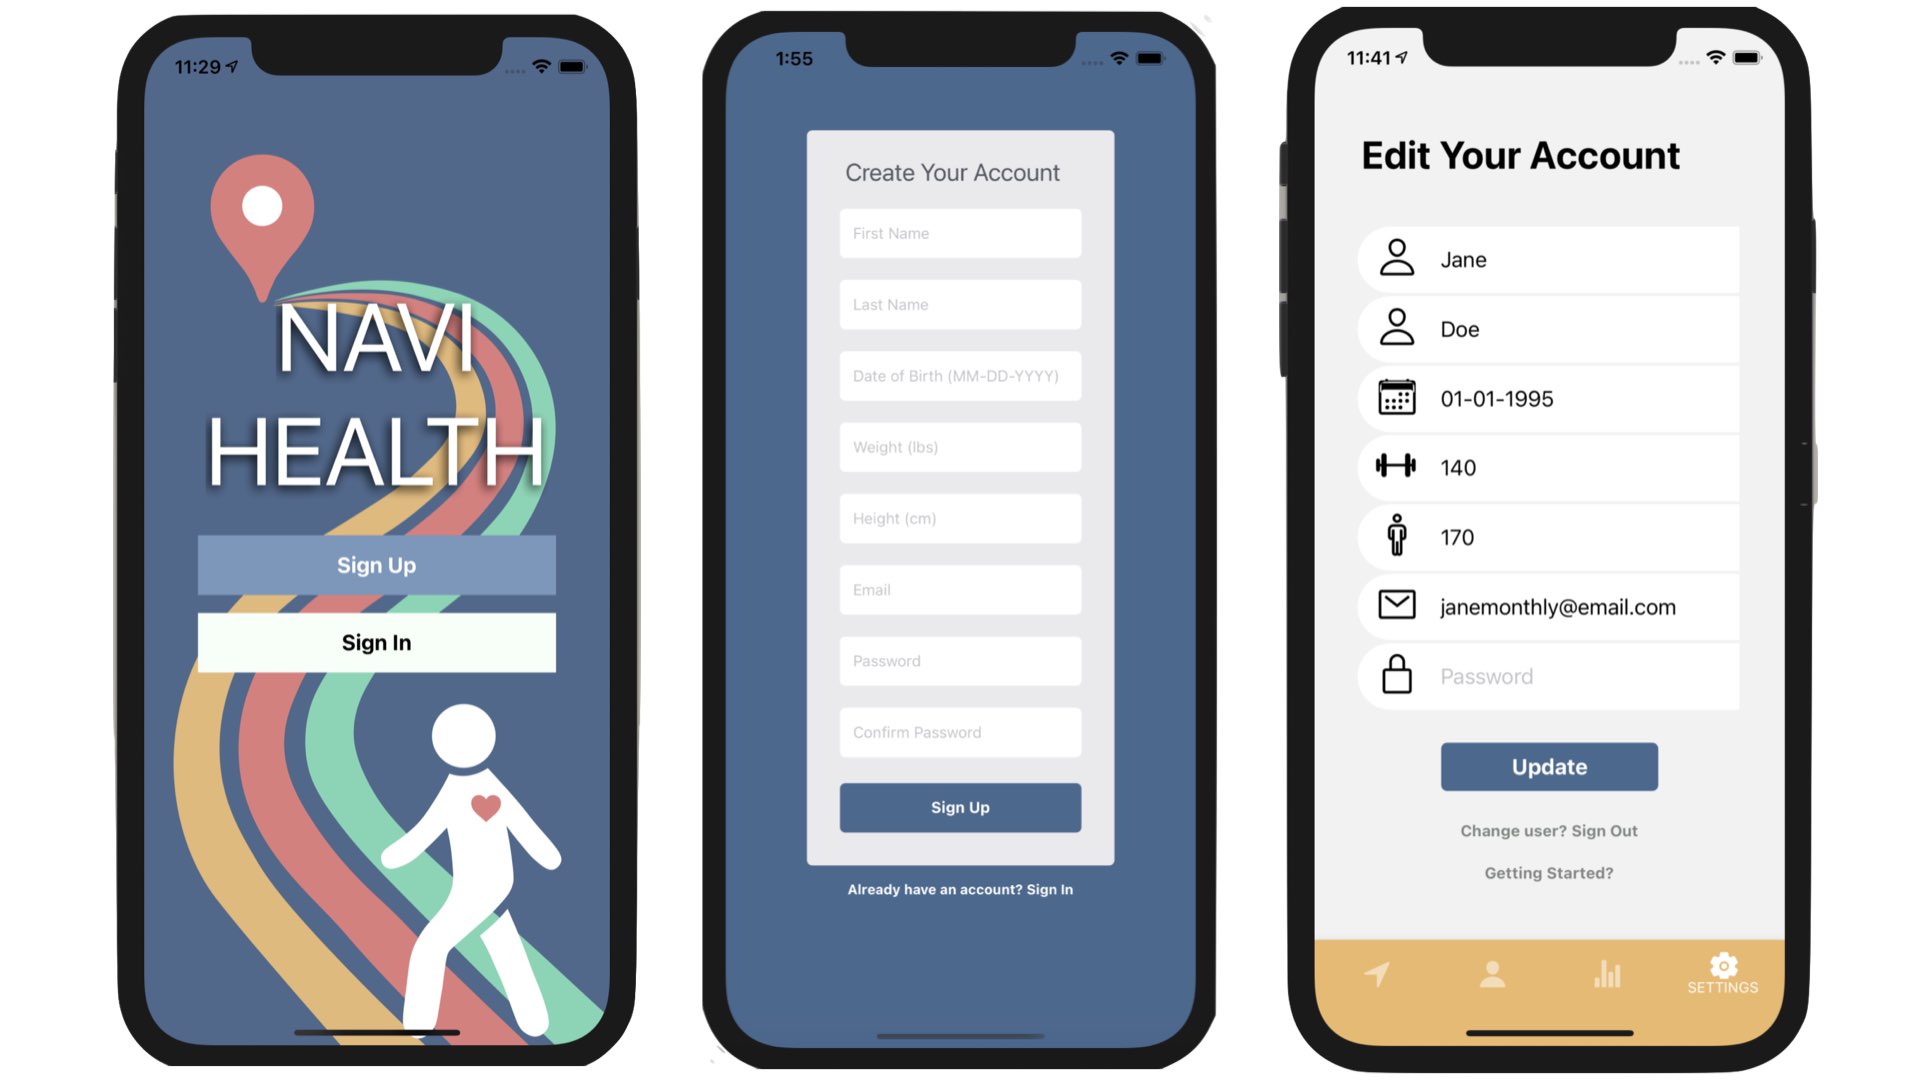 11:29
NAVI
HEALTH
Sign Up
Sign In
1:55
Create Your Account
First Name
Last Name
Date of Birth (MM-DD-YYYY)
Weight (lbs)
Height (cm)
Email
Password
Confirm Password
Sign Up
Already have an account? Sign In
11:41
Edit Your Account
Jane
Doe
01-01-1995
140
170
janemonthly@email.com
Password
Update
Change user? Sign Out
Getting Started?
SETTINGS